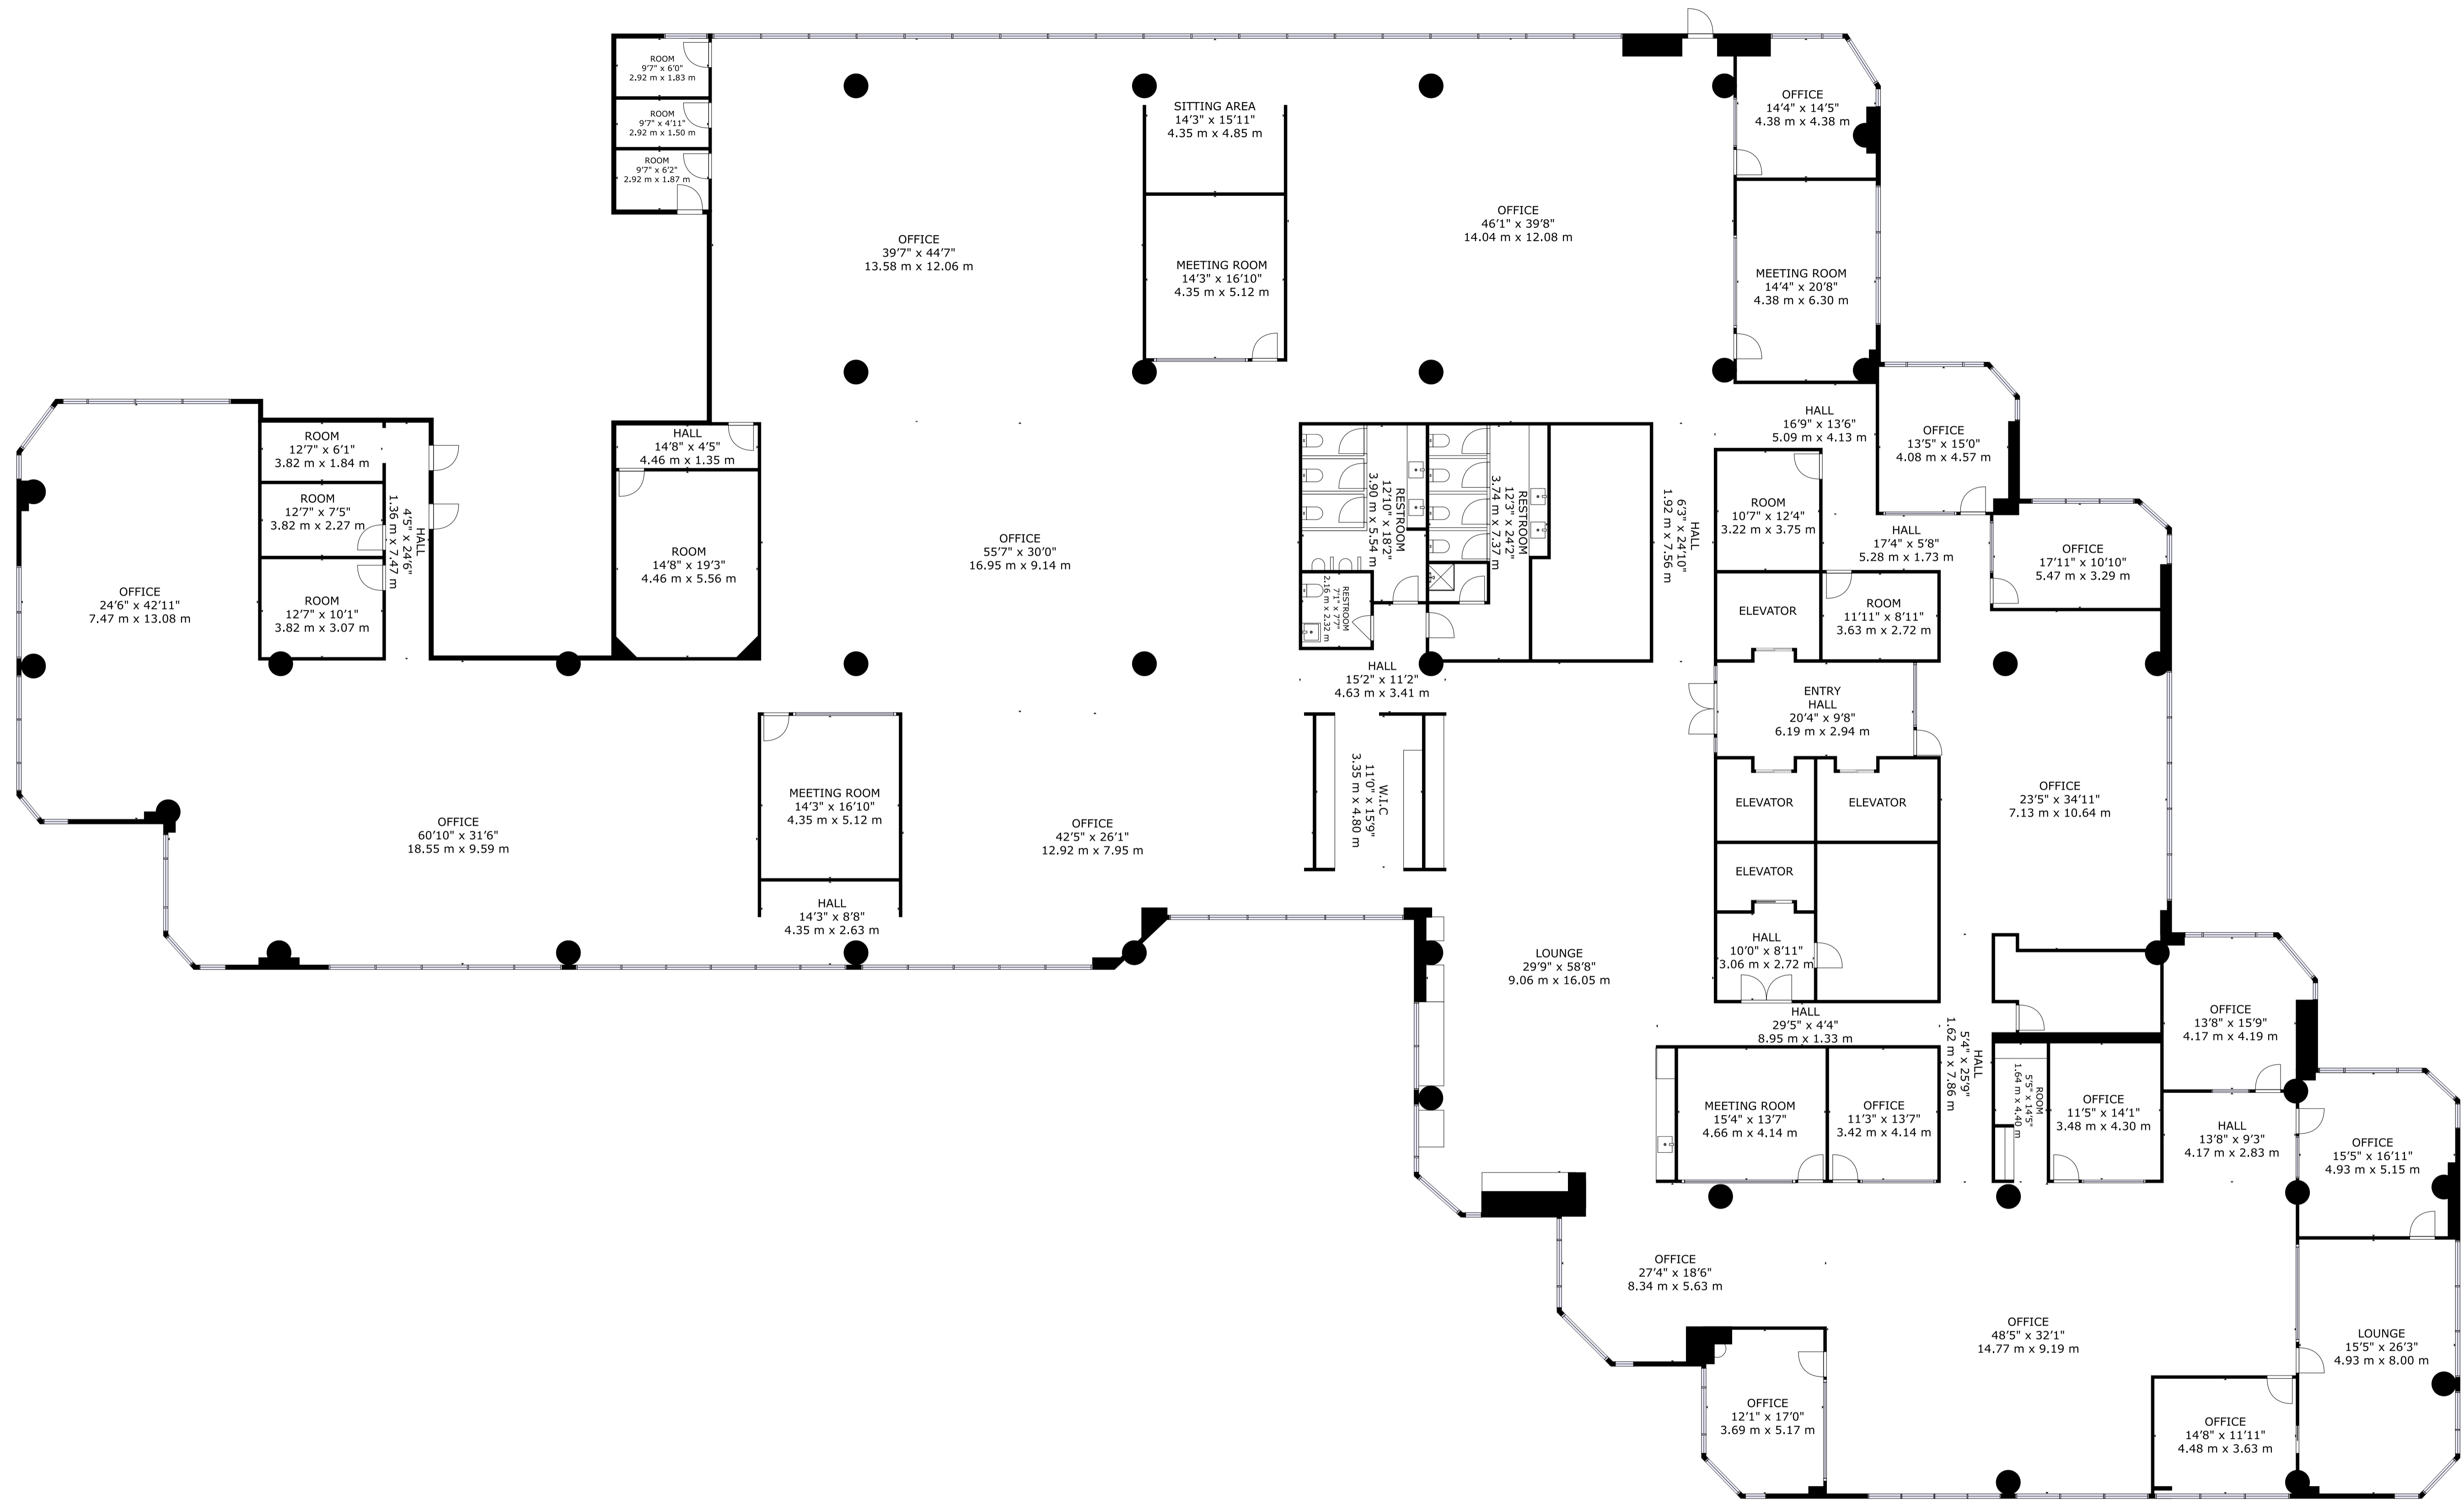 ROOM
9'7" x 6'0"
2.92 m x 1.83 m
ROOM
9'7" x 4'11"
2.92 m x 1.50 m
ROOM
9'7" x 6'2"
2.92 m x 1.87 m
SITTING AREA
14'3" x 15'11"
4.35 m x 4.85 m
OFFICE
14'4" x 14'5"
4.38 m x 4.38 m
OFFICE
39'7" x 44'7"
13.58 m x 12.06 m
MEETING ROOM
14'3" x 16'10"
4.35 m x 5.12 m
OFFICE
46'1" x 39'8"
14.04 m x 12.08 m
MEETING ROOM
14'4" x 20'8"
4.38 m x 6.30 m
HALL
16'9" x 13'6"
5.09 m x 4.13 m
OFFICE
13'5" x 15'0"
4.08 m x 4.57 m
ROOM
12'7" x 6'1"
3.82 m x 1.84 m
ROOM
12'7" x 7'5"
3.82 m x 2.27 m
ROOM
12'7" x 10'1"
3.82 m x 3.07 m
HALL
4'5" x 24'6"
1.36 m x 7.47 m
OFFICE
24'6" x 42'11"
7.47 m x 13.08 m
HALL
14'8" x 4'5"
4.46 m x 1.35 m
ROOM
14'8" x 19'3"
4.46 m x 5.56 m
OFFICE
55'7" x 30'0"
16.95 m x 9.14 m
RESTROOM
12'10" x 18'2"
3.90 m x 5.54 m
RESTROOM
12'3" x 24'2"
3.74 m x 7.37 m
RESTROOM
7'1" x 7'7"
2.16 m x 2.32 m
HALL
6'3" x 24'10"
1.92 m x 7.56 m
ROOM
10'7" x 12'4"
3.22 m x 3.75 m
HALL
17'4" x 5'8"
5.28 m x 1.73 m
OFFICE
17'11" x 10'10"
5.47 m x 3.29 m
ELEVATOR
ROOM
11'11" x 8'11"
3.63 m x 2.72 m
HALL
15'2" x 11'2"
4.63 m x 3.41 m
ENTRY
HALL
20'4" x 9'8"
6.19 m x 2.94 m
MEETING ROOM
14'3" x 16'10"
4.35 m x 5.12 m
W.I.C
11'0" x 15'9"
3.35 m x 4.80 m
ELEVATOR
ELEVATOR
OFFICE
23'5" x 34'11"
7.13 m x 10.64 m
OFFICE
60'10" x 31'6"
18.55 m x 9.59 m
OFFICE
42'5" x 26'1"
12.92 m x 7.95 m
ELEVATOR
HALL
14'3" x 8'8"
4.35 m x 2.63 m
LOUNGE
29'9" x 58'8"
9.06 m x 16.05 m
HALL
10'0" x 8'11"
3.06 m x 2.72 m
HALL
29'5" x 4'4"
8.95 m x 1.33 m
HALL
5'4" x 25'9"
1.62 m x 7.86 m
OFFICE
13'8" x 15'9"
4.17 m x 4.19 m
MEETING ROOM
15'4" x 13'7"
4.66 m x 4.14 m
OFFICE
11'3" x 13'7"
3.42 m x 4.14 m
ROOM
5'5" x 14'5"
1.64 m x 4.40 m
OFFICE
11'5" x 14'1"
3.48 m x 4.30 m
HALL
13'8" x 9'3"
4.17 m x 2.83 m
OFFICE
15'5" x 16'11"
4.93 m x 5.15 m
OFFICE
27'4" x 18'6"
8.34 m x 5.63 m
OFFICE
48'5" x 32'1"
14.77 m x 9.19 m
LOUNGE
15'5" x 26'3"
4.93 m x 8.00 m
OFFICE
12'1" x 17'0"
3.69 m x 5.17 m
OFFICE
14'8" x 11'11"
4.48 m x 3.63 m